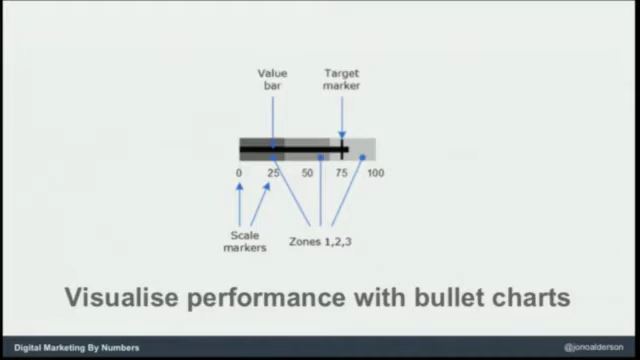 Value
bar
Target
marker
0 25 50 75 100
Scale
markers
Zones 1,2,3
Visualise performance with bullet charts
Digital Marketing By Numbers
@jonoalderson